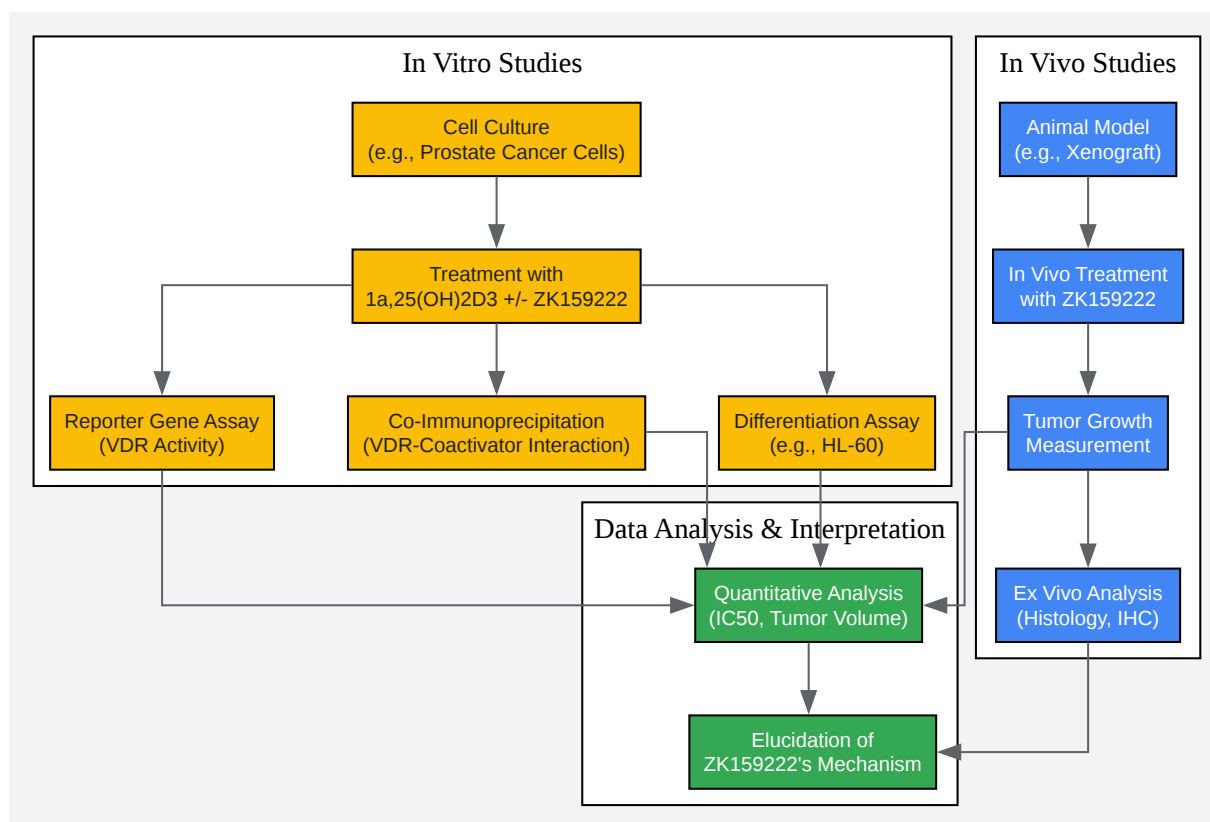 In Vitro Studies
Cell Culture
(e.g., Prostate Cancer Cells)
Treatment with
1a,25(OH)2D3 +/- ZK159222
Reporter Gene Assay
(VDR Activity)
Co-Immunoprecipitation
(VDR-Coactivator Interaction)
Differentiation Assay
(e.g., HL-60)
In Vivo Studies
Animal Model
(e.g., Xenograft)
In Vivo Treatment
with ZK159222
Tumor Growth
Measurement
Ex Vivo Analysis
(Histology, IHC)
Data Analysis & Interpretation
Quantitative Analysis
(IC50, Tumor Volume)
Elucidation of
ZK159222's Mechanism